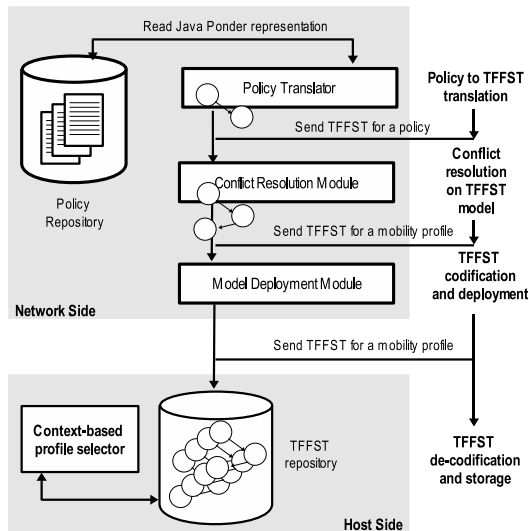 Read Java Ponder representation
Policy Translator
Policy to TFFST
translation
Send TFFST for a policy
Conflict
resolution
on TFFST
model
Conflict Resolution Module
Policy
Repository
Send TFFST for a mobility profile
TFFST
codification
and deployment
Model Deployment Module
Network Side
Send TFFST for a mobility profile
Context-based
profile selector
TFFST
repository
TFFST
de-codification
and storage
Host Side